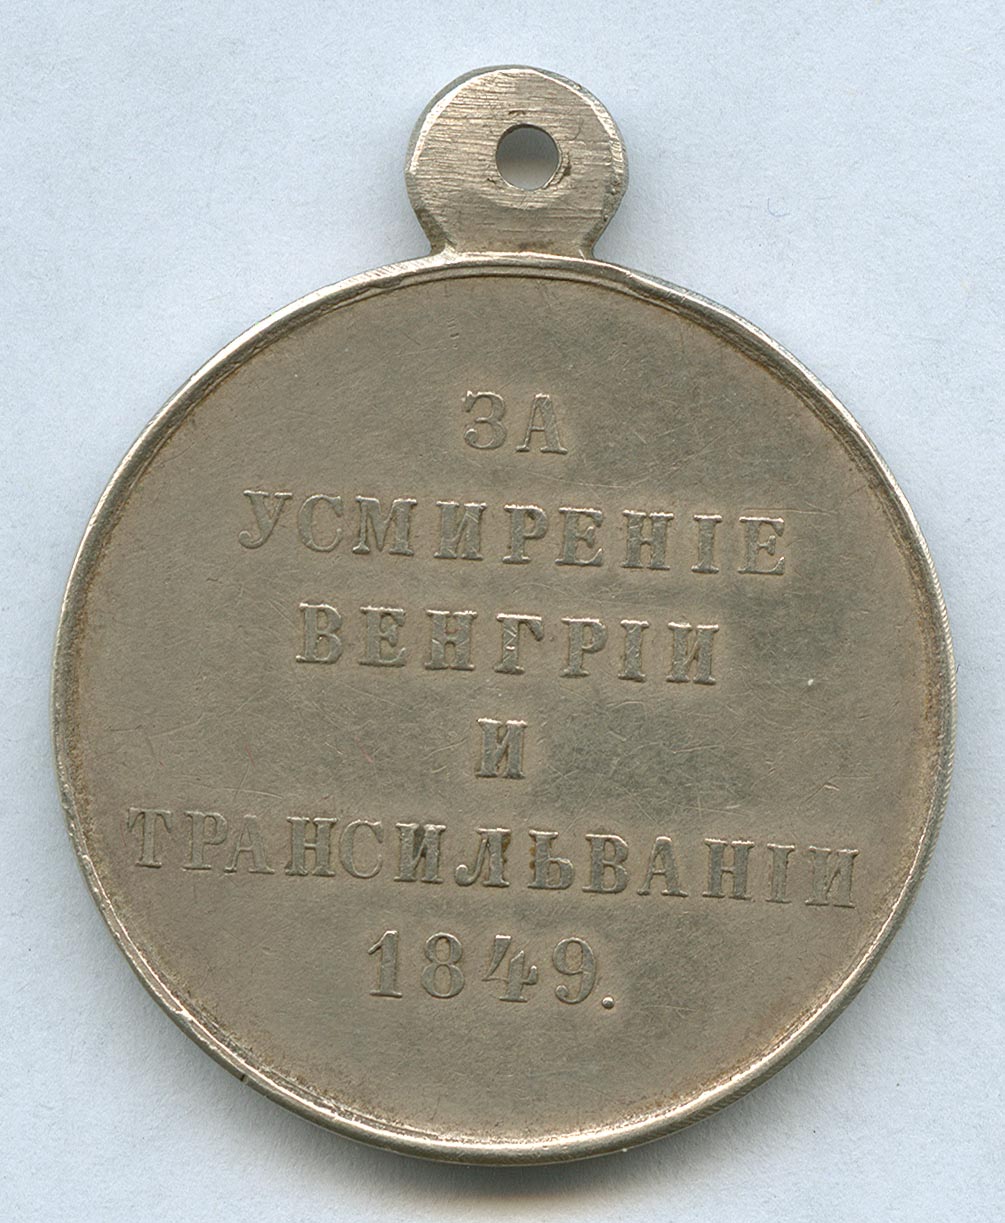 ЗА
УСМИРЕНІЕ
ВЕНГРІИ
И
ТРАНСИЛЬВАНІИ
1849.